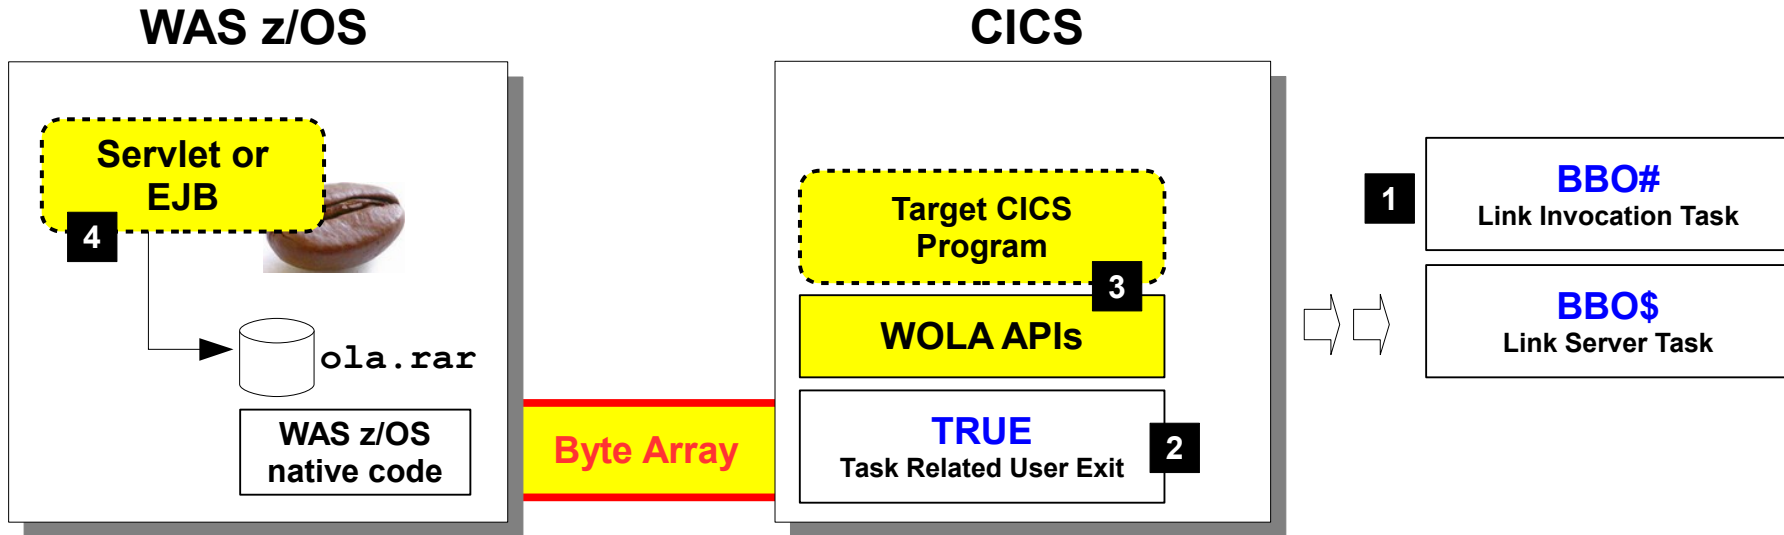 WAS z/OS
Servlet or
EJB
4
ola.rar
WAS z/OS
native code
Byte Array
CICS
Target CICS
Program
3
WOLA APIs
TRUE
Task Related User Exit
2
1
BBO#
Link Invocation Task
BBO$
Link Server Task